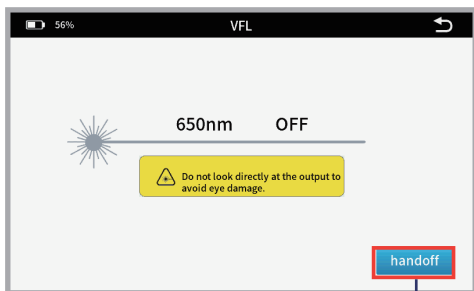 56%
VFL
650nm OFF
Do not look directly at the output to
avoid eye damage.
handoff